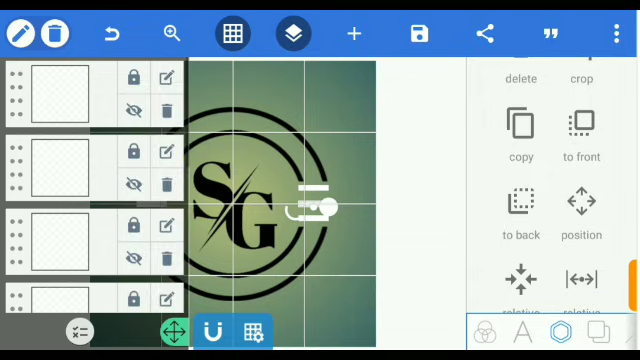 delete crop
copy to front
SG
to back position
relative relative
A